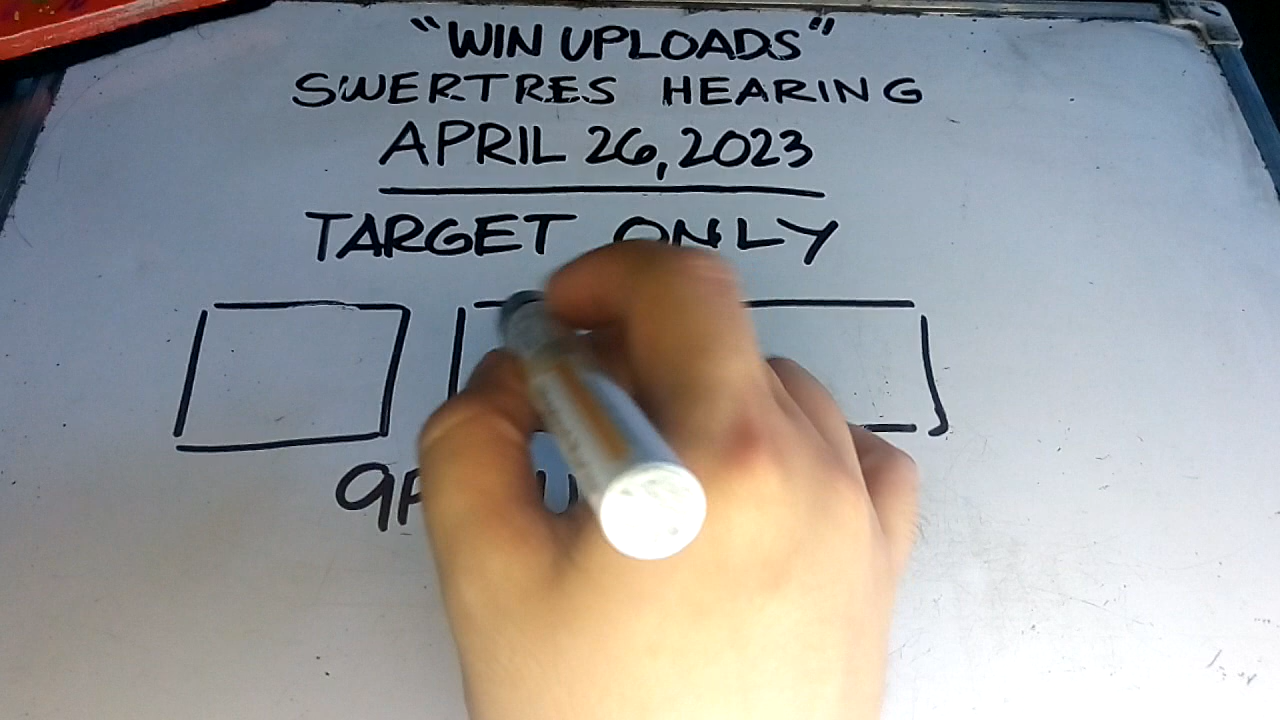 "WIN UPLOADS"
SWERTRES HEARING
APRIL 26, 2023
TARGET ONLY